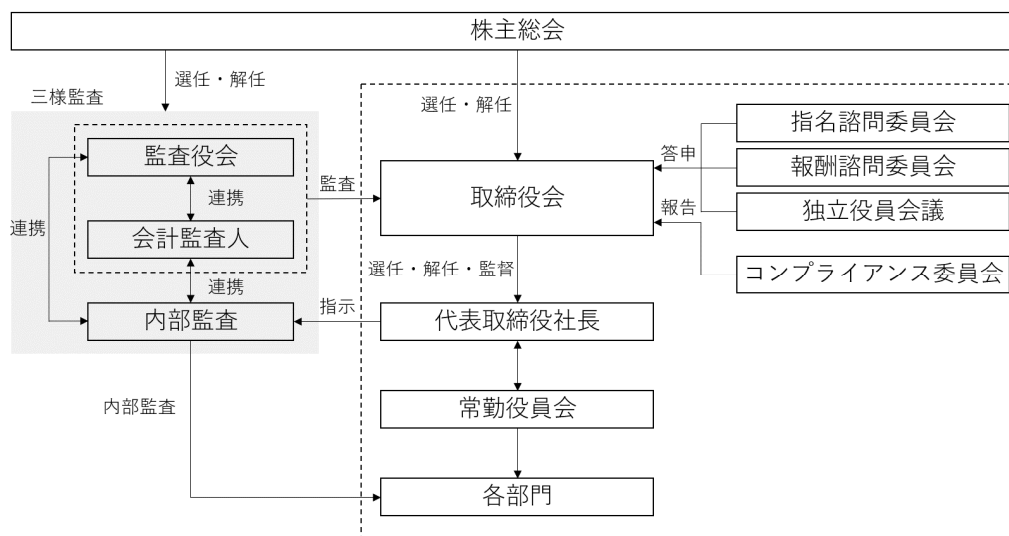 株主総会
選任・解任
三様監査
選任・解任
指名諮問委員会
監査役会
答申
報酬諮問委員会
監査
取締役会
連携
連携
報告
独立役員会議
会計監査人
選任・解任・監督
コンプライアンス委員会
連携
指示
内部監査
代表取締役社長
内部監査
常勤役員会
各部門